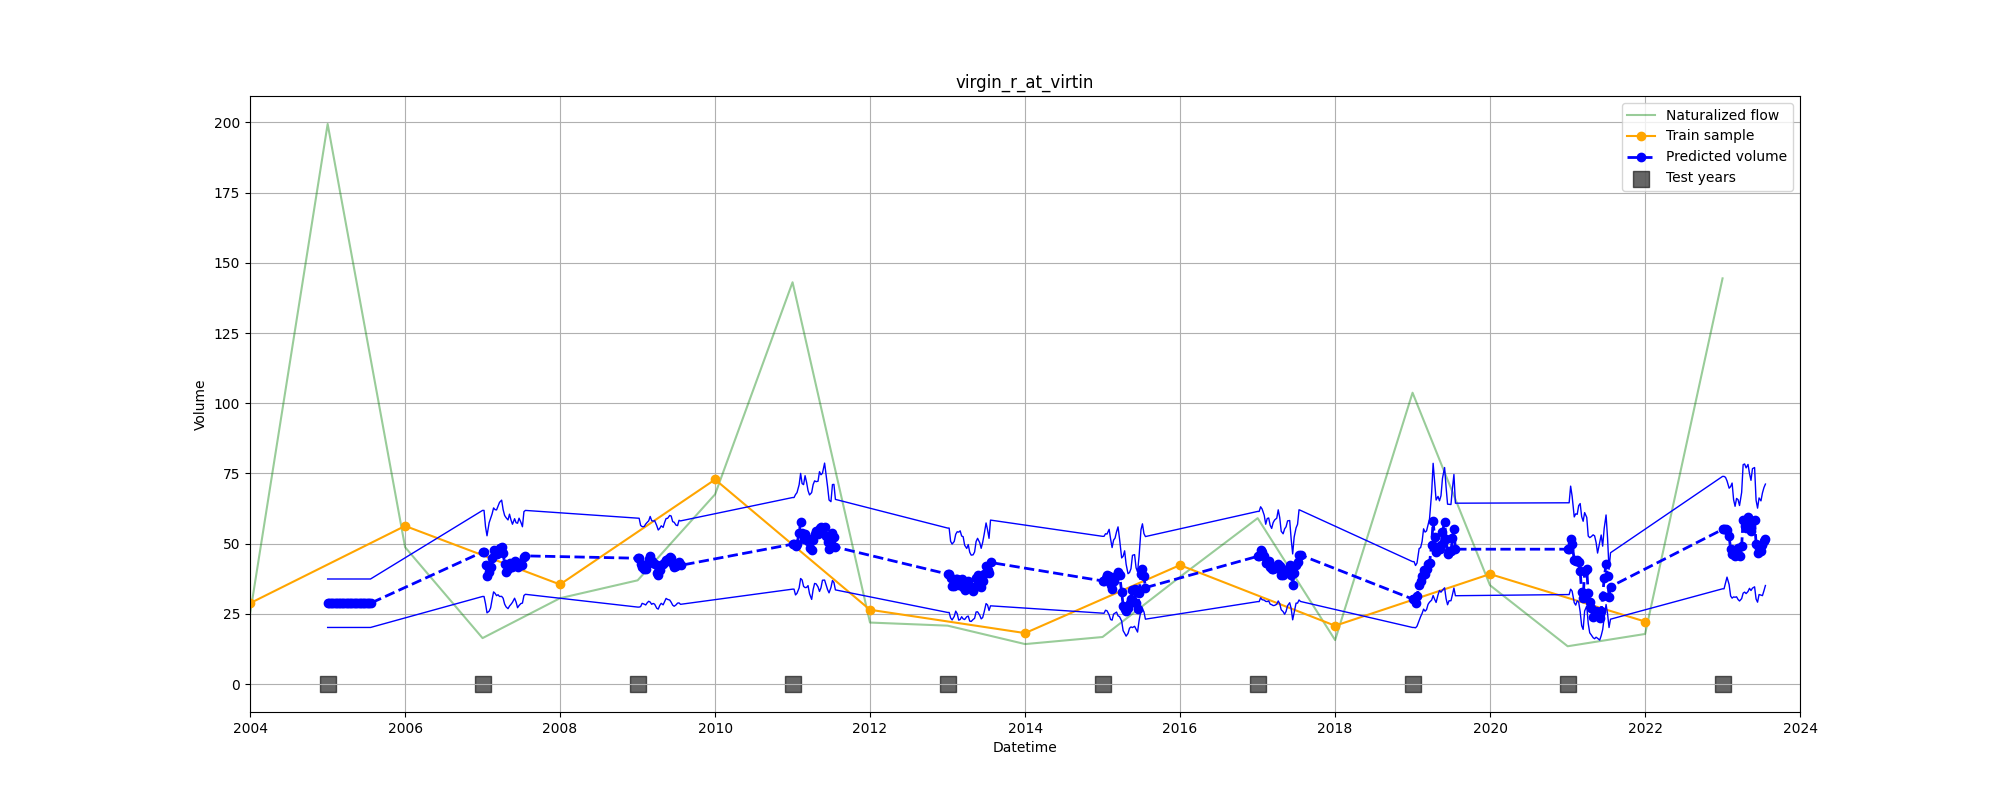 virgin_r_at_virtin
Naturalized flow
Train sample
Predicted volume
Test years
200
175
150
125
100
75
50
25
0
Volume
2004 2006 2008 2010 2012 2014 2016 2018 2020 2022 2024
Datetime